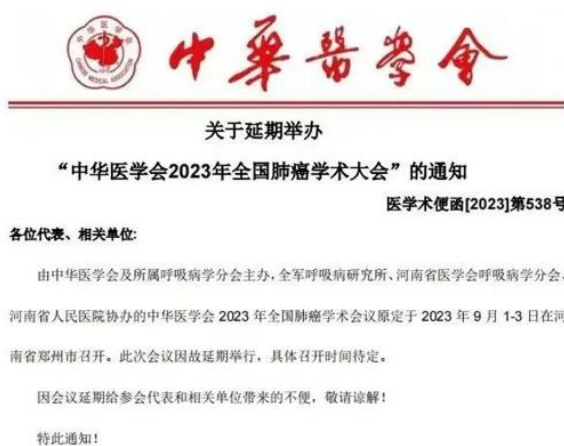 中華醫學會
关于延期举办
“中华医学会2023年全国肺癌学术大会”的通知
医学术便函[2023]第538号
各位代表、相关单位:
由中华医学会及所属呼吸病学分会主办,全军呼吸病研究所、河南省医学会呼吸病学分会、
河南省人民医院协办的中华医学会 2023 年全国肺癌学术会议原定于 2023 年 9 月 1-3 日在河
南省郑州市召开。此次会议因故延期举行,具体召开时间待定。
因会议延期给参会代表和相关单位带来的不便,敬请谅解!
特此通知!